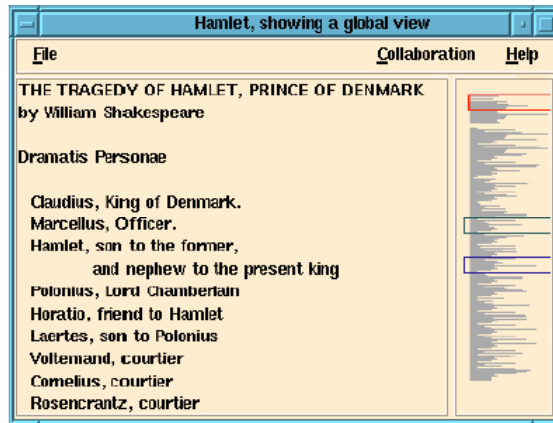 Hamlet, showing a global view
File Collaboration Help
THE TRAGEDY OF HAMLET, PRINCE OF DENMARK
by William Shakespeare
Dramatis Personae
Claudius, King of Denmark.
Marcellus, Officer.
Hamlet, son to the former,
and nephew to the present king
Polonius, Lord Chamberlain
Horatio, friend to Hamlet
Laertes, son to Polonius
Voltemand, courtier
Cornelius, courtier
Rosencrantz, courtier